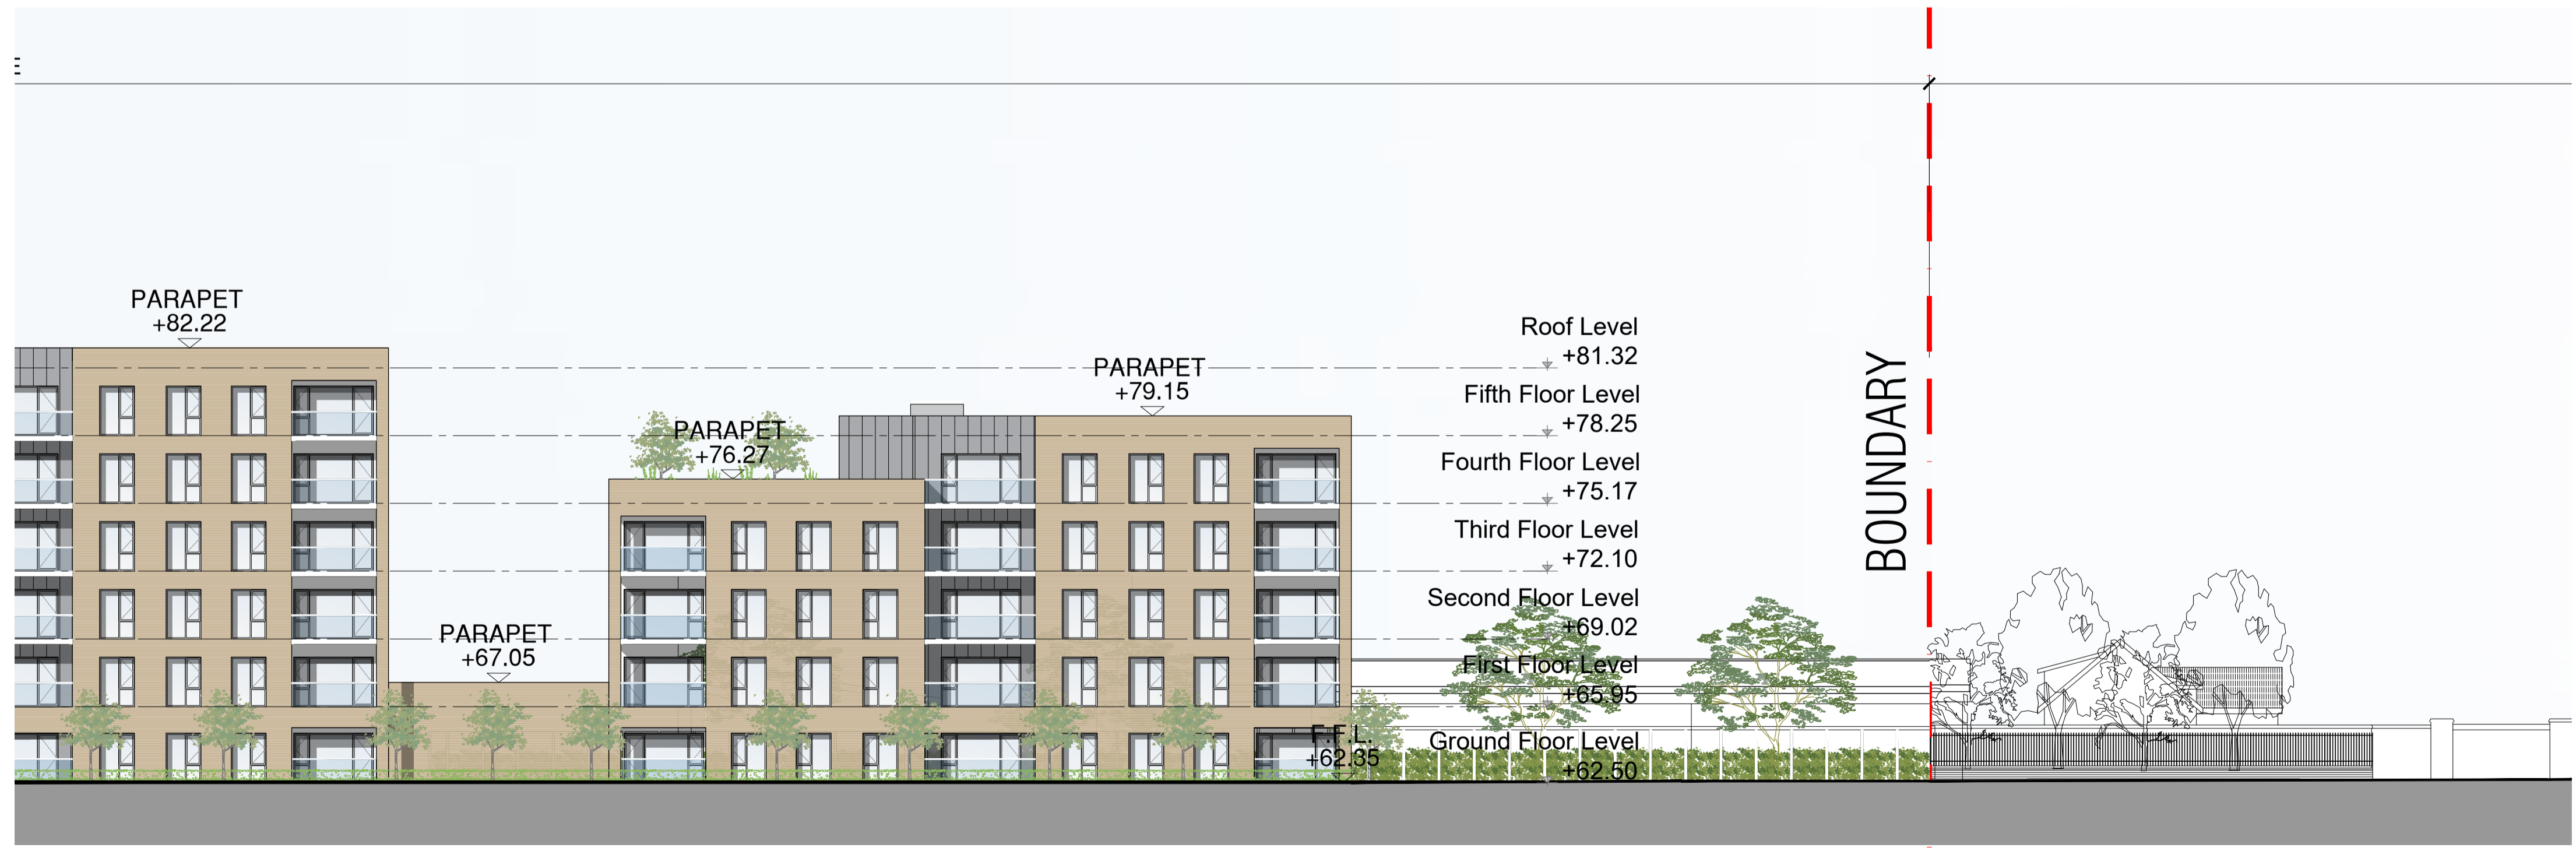 E
PARAPET
+82.22
PARAPET
+67.05
PARAPET
+76.27
PARAPET
+79.15
Roof Level
+81.32
Fifth Floor Level
+78.25
Fourth Floor Level
+75.17
Third Floor Level
+72.10
Second Floor Level
+69.02
First Floor Level
+65.95
F.F.L.
+62.35
Ground Floor Level
+62.50
BOUNDARY